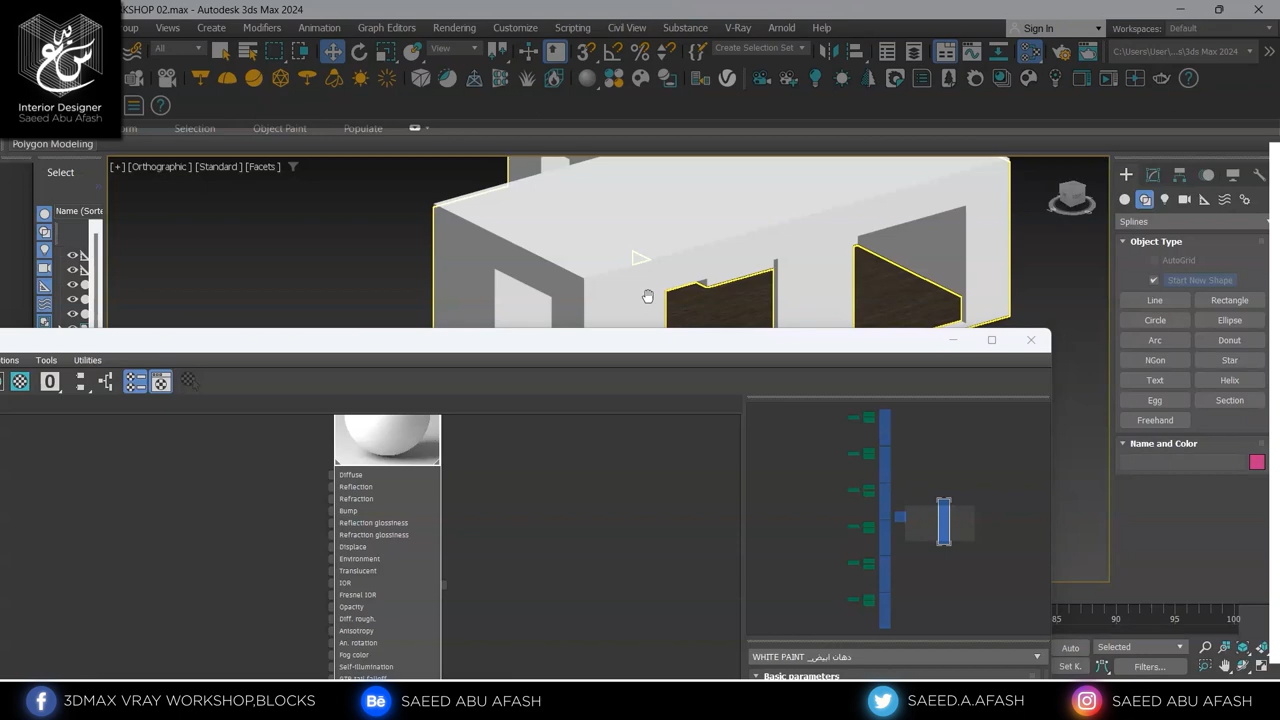 KSHOP 02.max - Autodesk 3ds Max 2024
oup Views Create Modifiers Animation Graph Editors Rendering Customize Scripting Civil View Substance V-Ray Arnold Help Sign In Workspaces: Default
All View Create Selection Set C:\Users\User\...s\3ds Max 2024
Interior Designer
Saeed Abu Afash
orm Selection Object Paint Populate
Polygon Modeling
[+] [Orthographic] [Standard] [Facets]
Select
Name (Sorte
Splines
Object Type
AutoGrid
Start New Shape
Line Rectangle
Circle Ellipse
Arc Donut
NGon Star
Text Helix
Egg Section
Freehand
Name and Color
tions Tools Utilities
0
Diffuse
Reflection
Refraction
Bump
Reflection glossiness
Refraction glossiness
Displace
Environment
Translucent
IOR
Fresnel IOR
Opacity
Diff. rough.
Anisotropy
An. rotation
Fog color
Self-Illumination
WHITE PAINT _دهان ابيض
Basic parameters
85 90 95 100
Auto Selected
Set K. Filters...
3DMAX VRAY WORKSHOP,BLOCKS
SAEED ABU AFASH
SAEED.A.AFASH
SAEED ABU AFASH